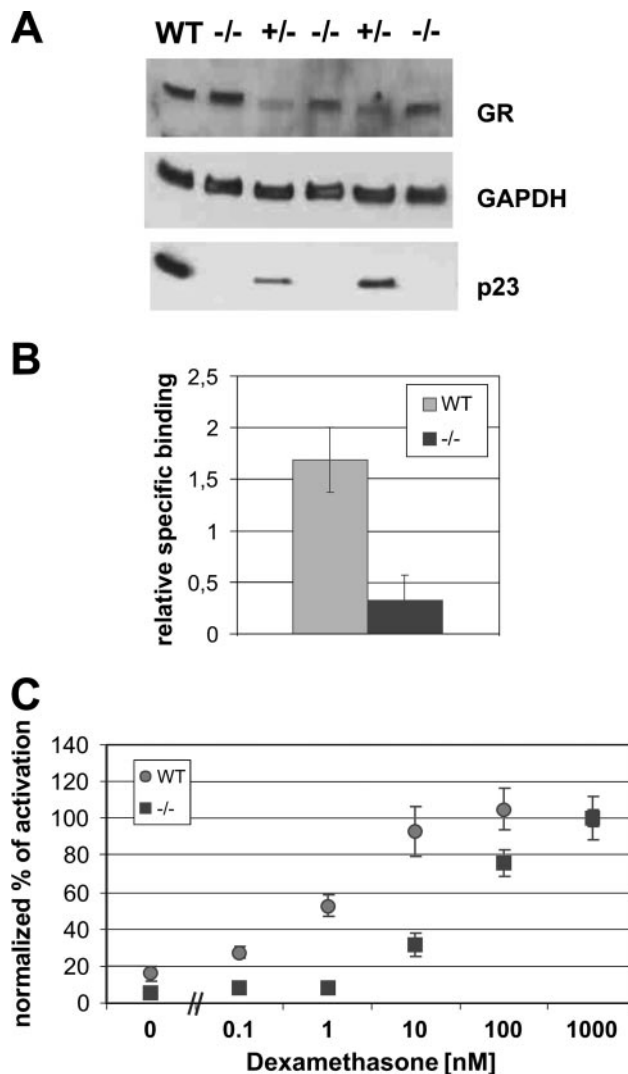 A
WT -/- +/- -/- +/- -/-
GR
GAPDH
p23
B
relative specific binding
2,5
2
1,5
1
0,5
0
WT
-/-
C
normalized % of activation
140
120
100
80
60
40
20
0
WT
-/-
0 // 0.1 1 10 100 1000
Dexamethasone [nM]